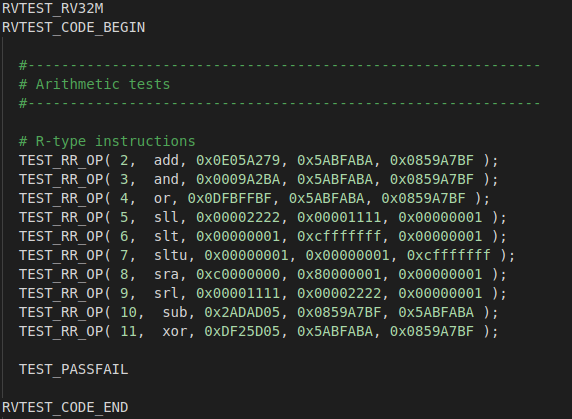 RVTEST_RV32M
RVTEST_CODE_BEGIN
#--------------------------------------------------------------
# Arithmetic tests
#--------------------------------------------------------------
# R-type instructions
TEST_RR_OP( 2,  add, 0x0E05A279, 0x5ABFABA, 0x0859A7BF );
TEST_RR_OP( 3,  and, 0x0009A2BA, 0x5ABFABA, 0x0859A7BF );
TEST_RR_OP( 4,  or, 0x0DFBFFBF, 0x5ABFABA, 0x0859A7BF );
TEST_RR_OP( 5,  sll, 0x00002222, 0x00001111, 0x00000001 );
TEST_RR_OP( 6,  slt, 0x00000001, 0xcfffffff, 0x00000001 );
TEST_RR_OP( 7,  sltu, 0x00000001, 0x00000001, 0xcfffffff );
TEST_RR_OP( 8,  sra, 0xc0000000, 0x80000001, 0x00000001 );
TEST_RR_OP( 9,  srl, 0x00001111, 0x00002222, 0x00000001 );
TEST_RR_OP( 10,  sub, 0x2ADAD05, 0x0859A7BF, 0x5ABFABA );
TEST_RR_OP( 11,  xor, 0xDF25D05, 0x5ABFABA, 0x0859A7BF );
TEST_PASSFAIL
RVTEST_CODE_END